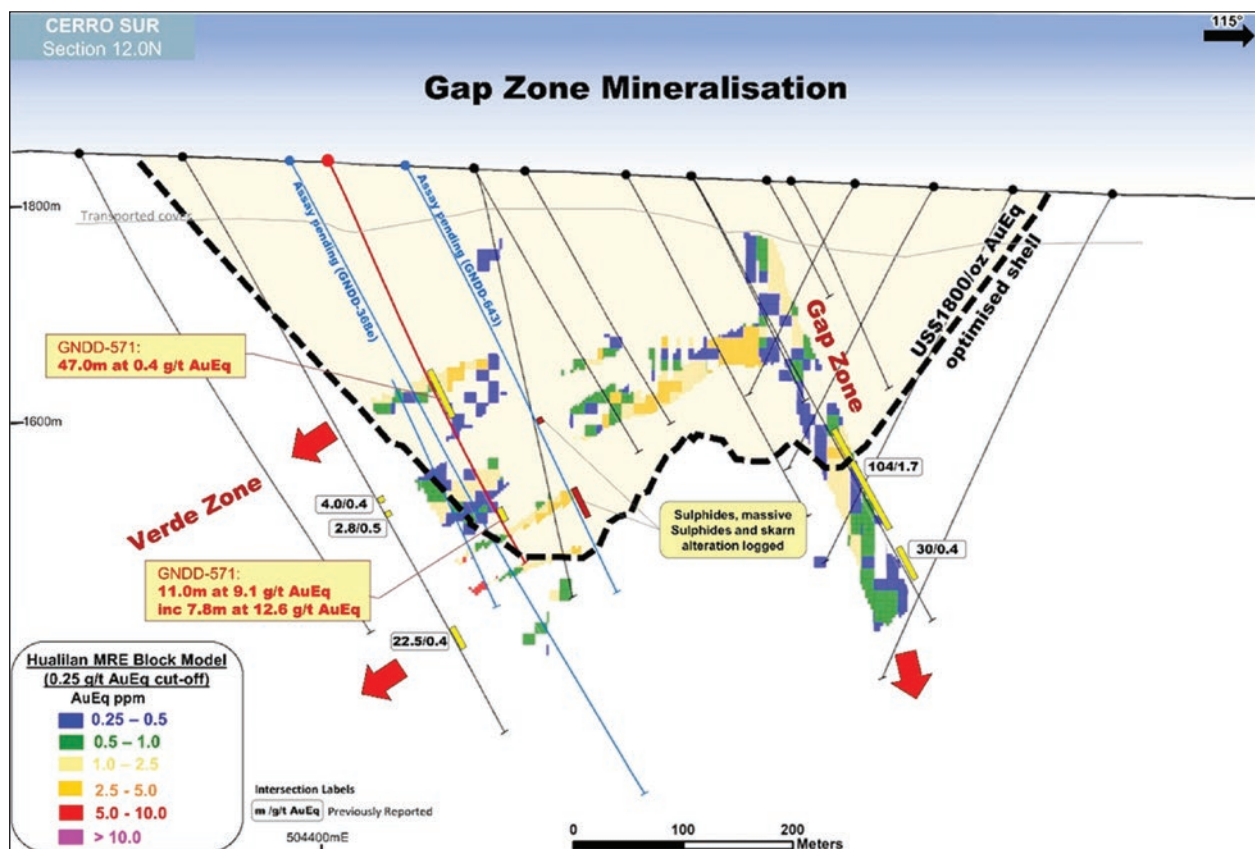 CERRO SUR
Section 12.0N
115°
Gap Zone Mineralisation
1800m
Transported cover
Assay pending (GNDD-368e)
Assay pending (GNDD-643)
Gap Zone
US$1800/oz AuEq
optimised shell
GNDD-571:
47.0m at 0.4 g/t AuEq
1600m
Verde Zone
4.0/0.4
2.8/0.5
104/1.7
30/0.4
Sulphides, massive
Sulphides and skarn
alteration logged
GNDD-571:
11.0m at 9.1 g/t AuEq
inc 7.8m at 12.6 g/t AuEq
22.5/0.4
Hualilan MRE Block Model
(0.25 g/t AuEq cut-off)
AuEq ppm
0.25 – 0.5
0.5 – 1.0
1.0 – 2.5
2.5 - 5.0
5.0 - 10.0
> 10.0
Intersection Labels
m /g/t AuEq Previously Reported
504400mE
0 100 200
Meters